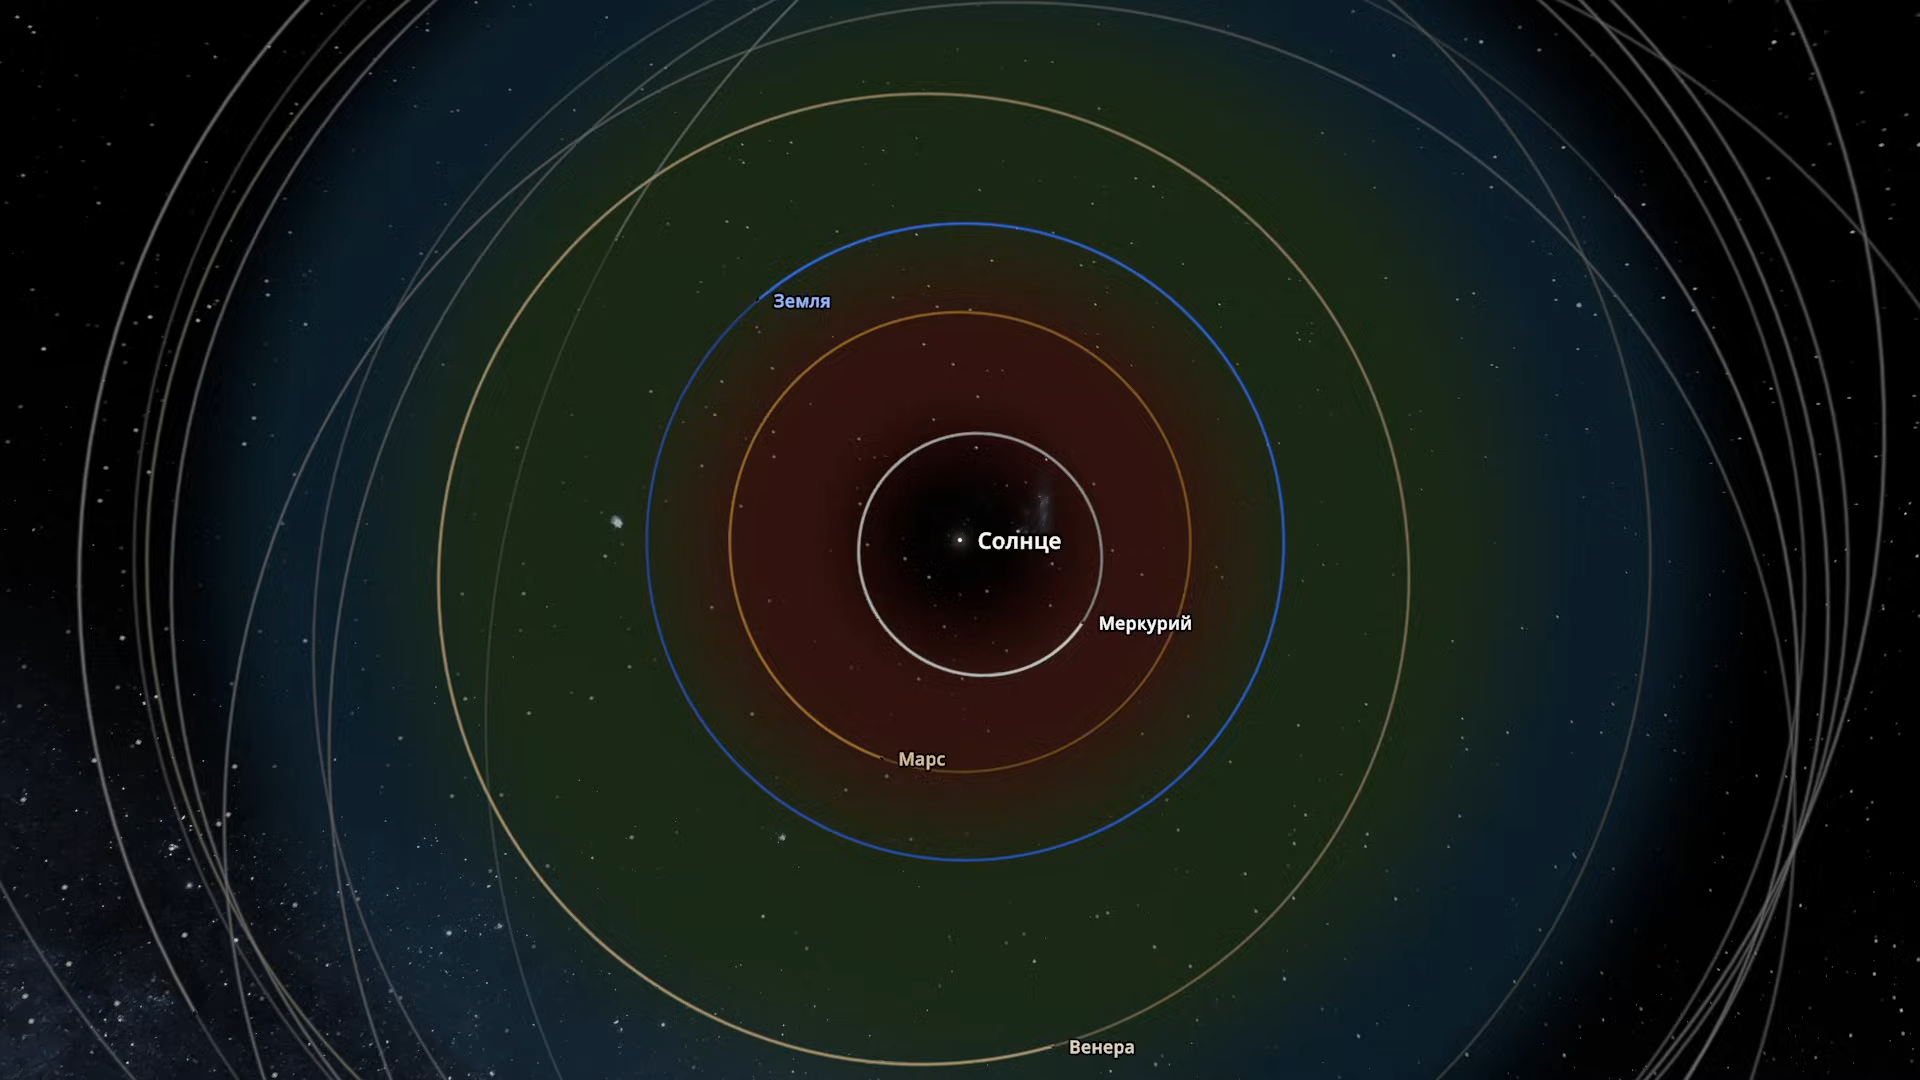 Земля
Солнце
Меркурий
Марс
Венера